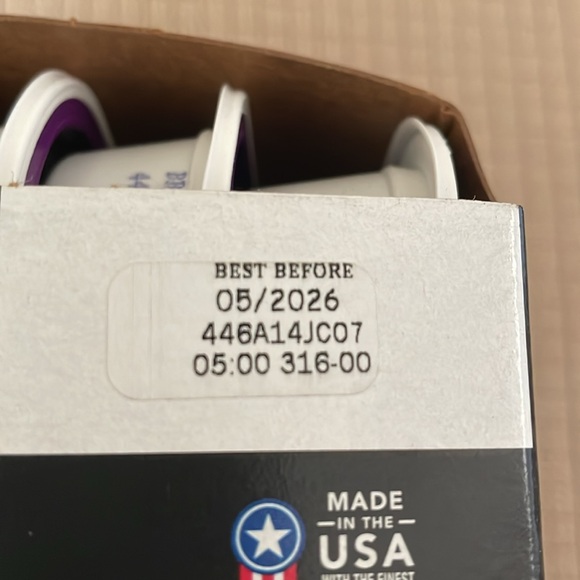 BEST BEFORE
05/2026
446A14JC07
05:00 316-00
MADE
IN THE
USA
WITH THE FINEST